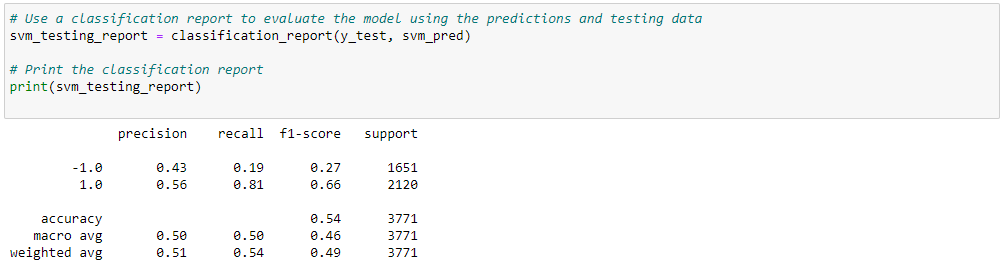 # Use a classification report to evaluate the model using the predictions and testing data
svm_testing_report = classification_report(y_test, svm_pred)
# Print the classification report
print(svm_testing_report)
precision recall f1-score support
-1.0 0.43 0.19 0.27 1651
1.0 0.56 0.81 0.66 2120
accuracy 0.54 3771
macro avg 0.50 0.50 0.46 3771
weighted avg 0.51 0.54 0.49 3771